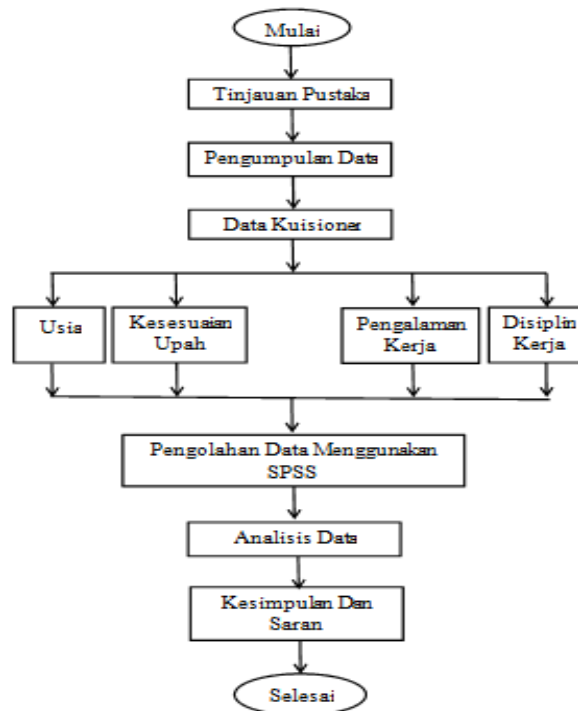 Mulai
Tinjauan Pustaka
Pengumpulan Data
Data Kuisioner
Usia
Kesesuaian
Upah
Pengalaman
Kerja
Disiplin
Kerja
Pengolahan Data Menggunakan
SPSS
Analisis Data
Kesimpulan Dan
Saran
Selesai